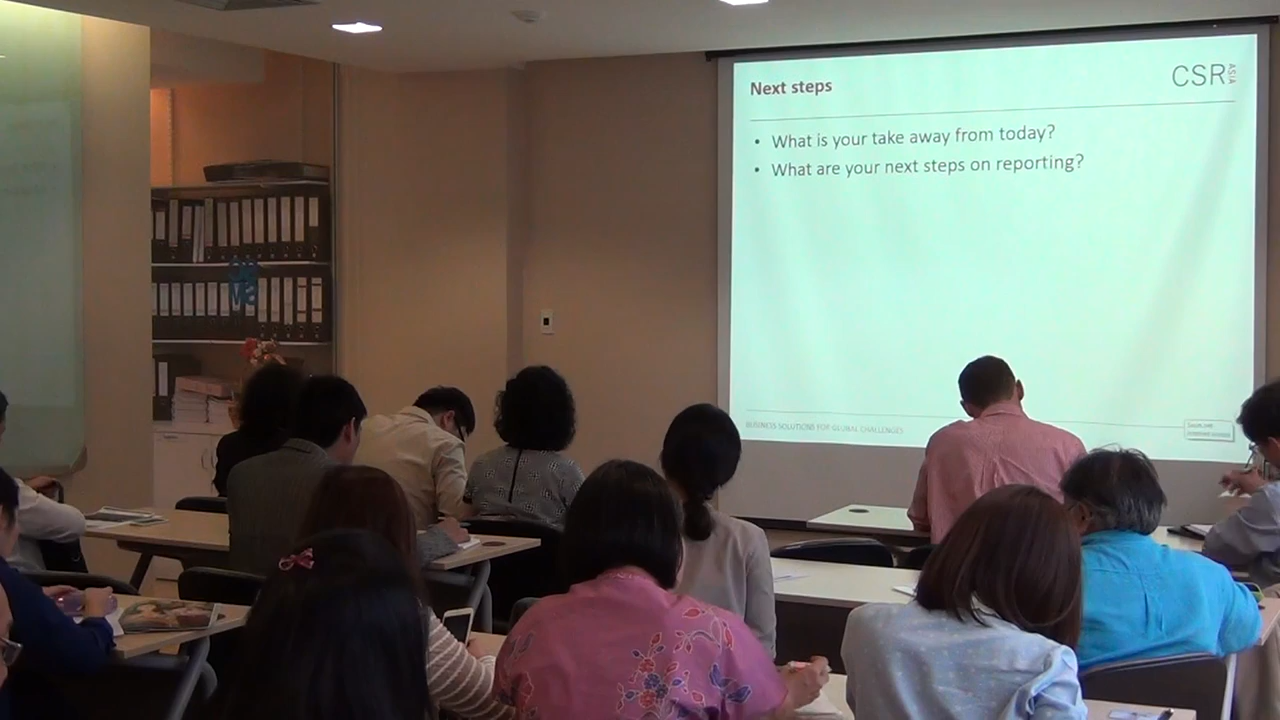 Next steps
CSR ASIA
• What is your take away from today?
• What are your next steps on reporting?
BUSINESS SOLUTIONS FOR GLOBAL CHALLENGES